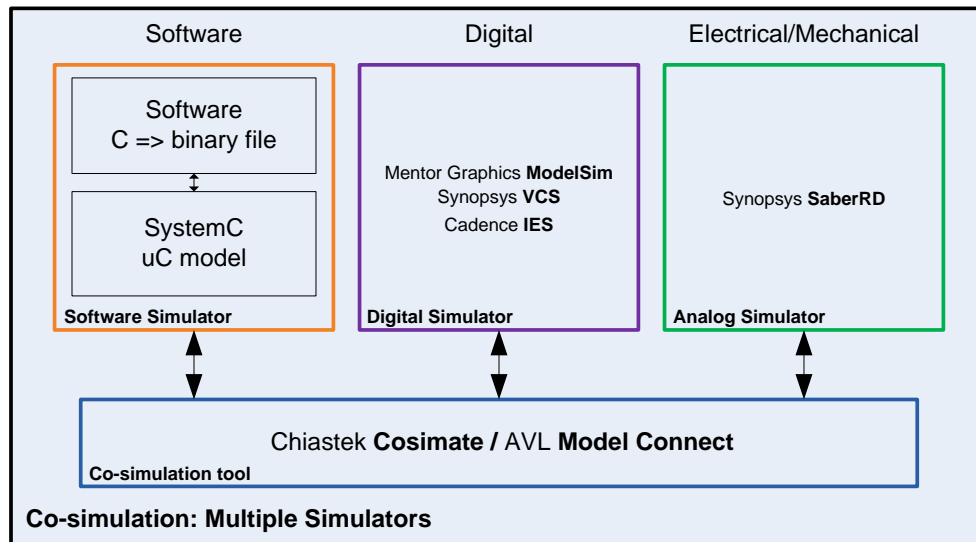 Software
Digital
Electrical/Mechanical
Software
C => binary file
SystemC
uC model
Software Simulator
Mentor Graphics ModelSim
Synopsys VCS
Cadence IES
Digital Simulator
Synopsys SaberRD
Analog Simulator
Chiastek Cosimate / AVL Model Connect
Co-simulation tool
Co-simulation: Multiple Simulators